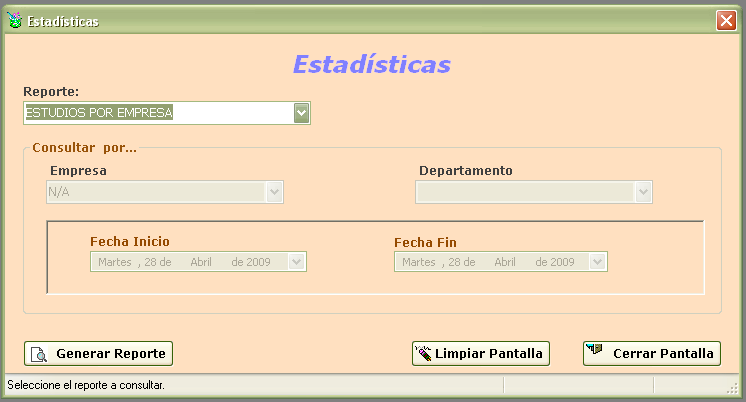 Estadísticas
Estadísticas
Reporte:
ESTUDIOS POR EMPRESA
Consultar por...
Empresa
Departamento
N/A
Fecha Inicio
Fecha Fin
Martes , 28 de Abril de 2009
Martes , 28 de Abril de 2009
Generar Reporte
Limpiar Pantalla
Cerrar Pantalla
Seleccione el reporte a consultar.